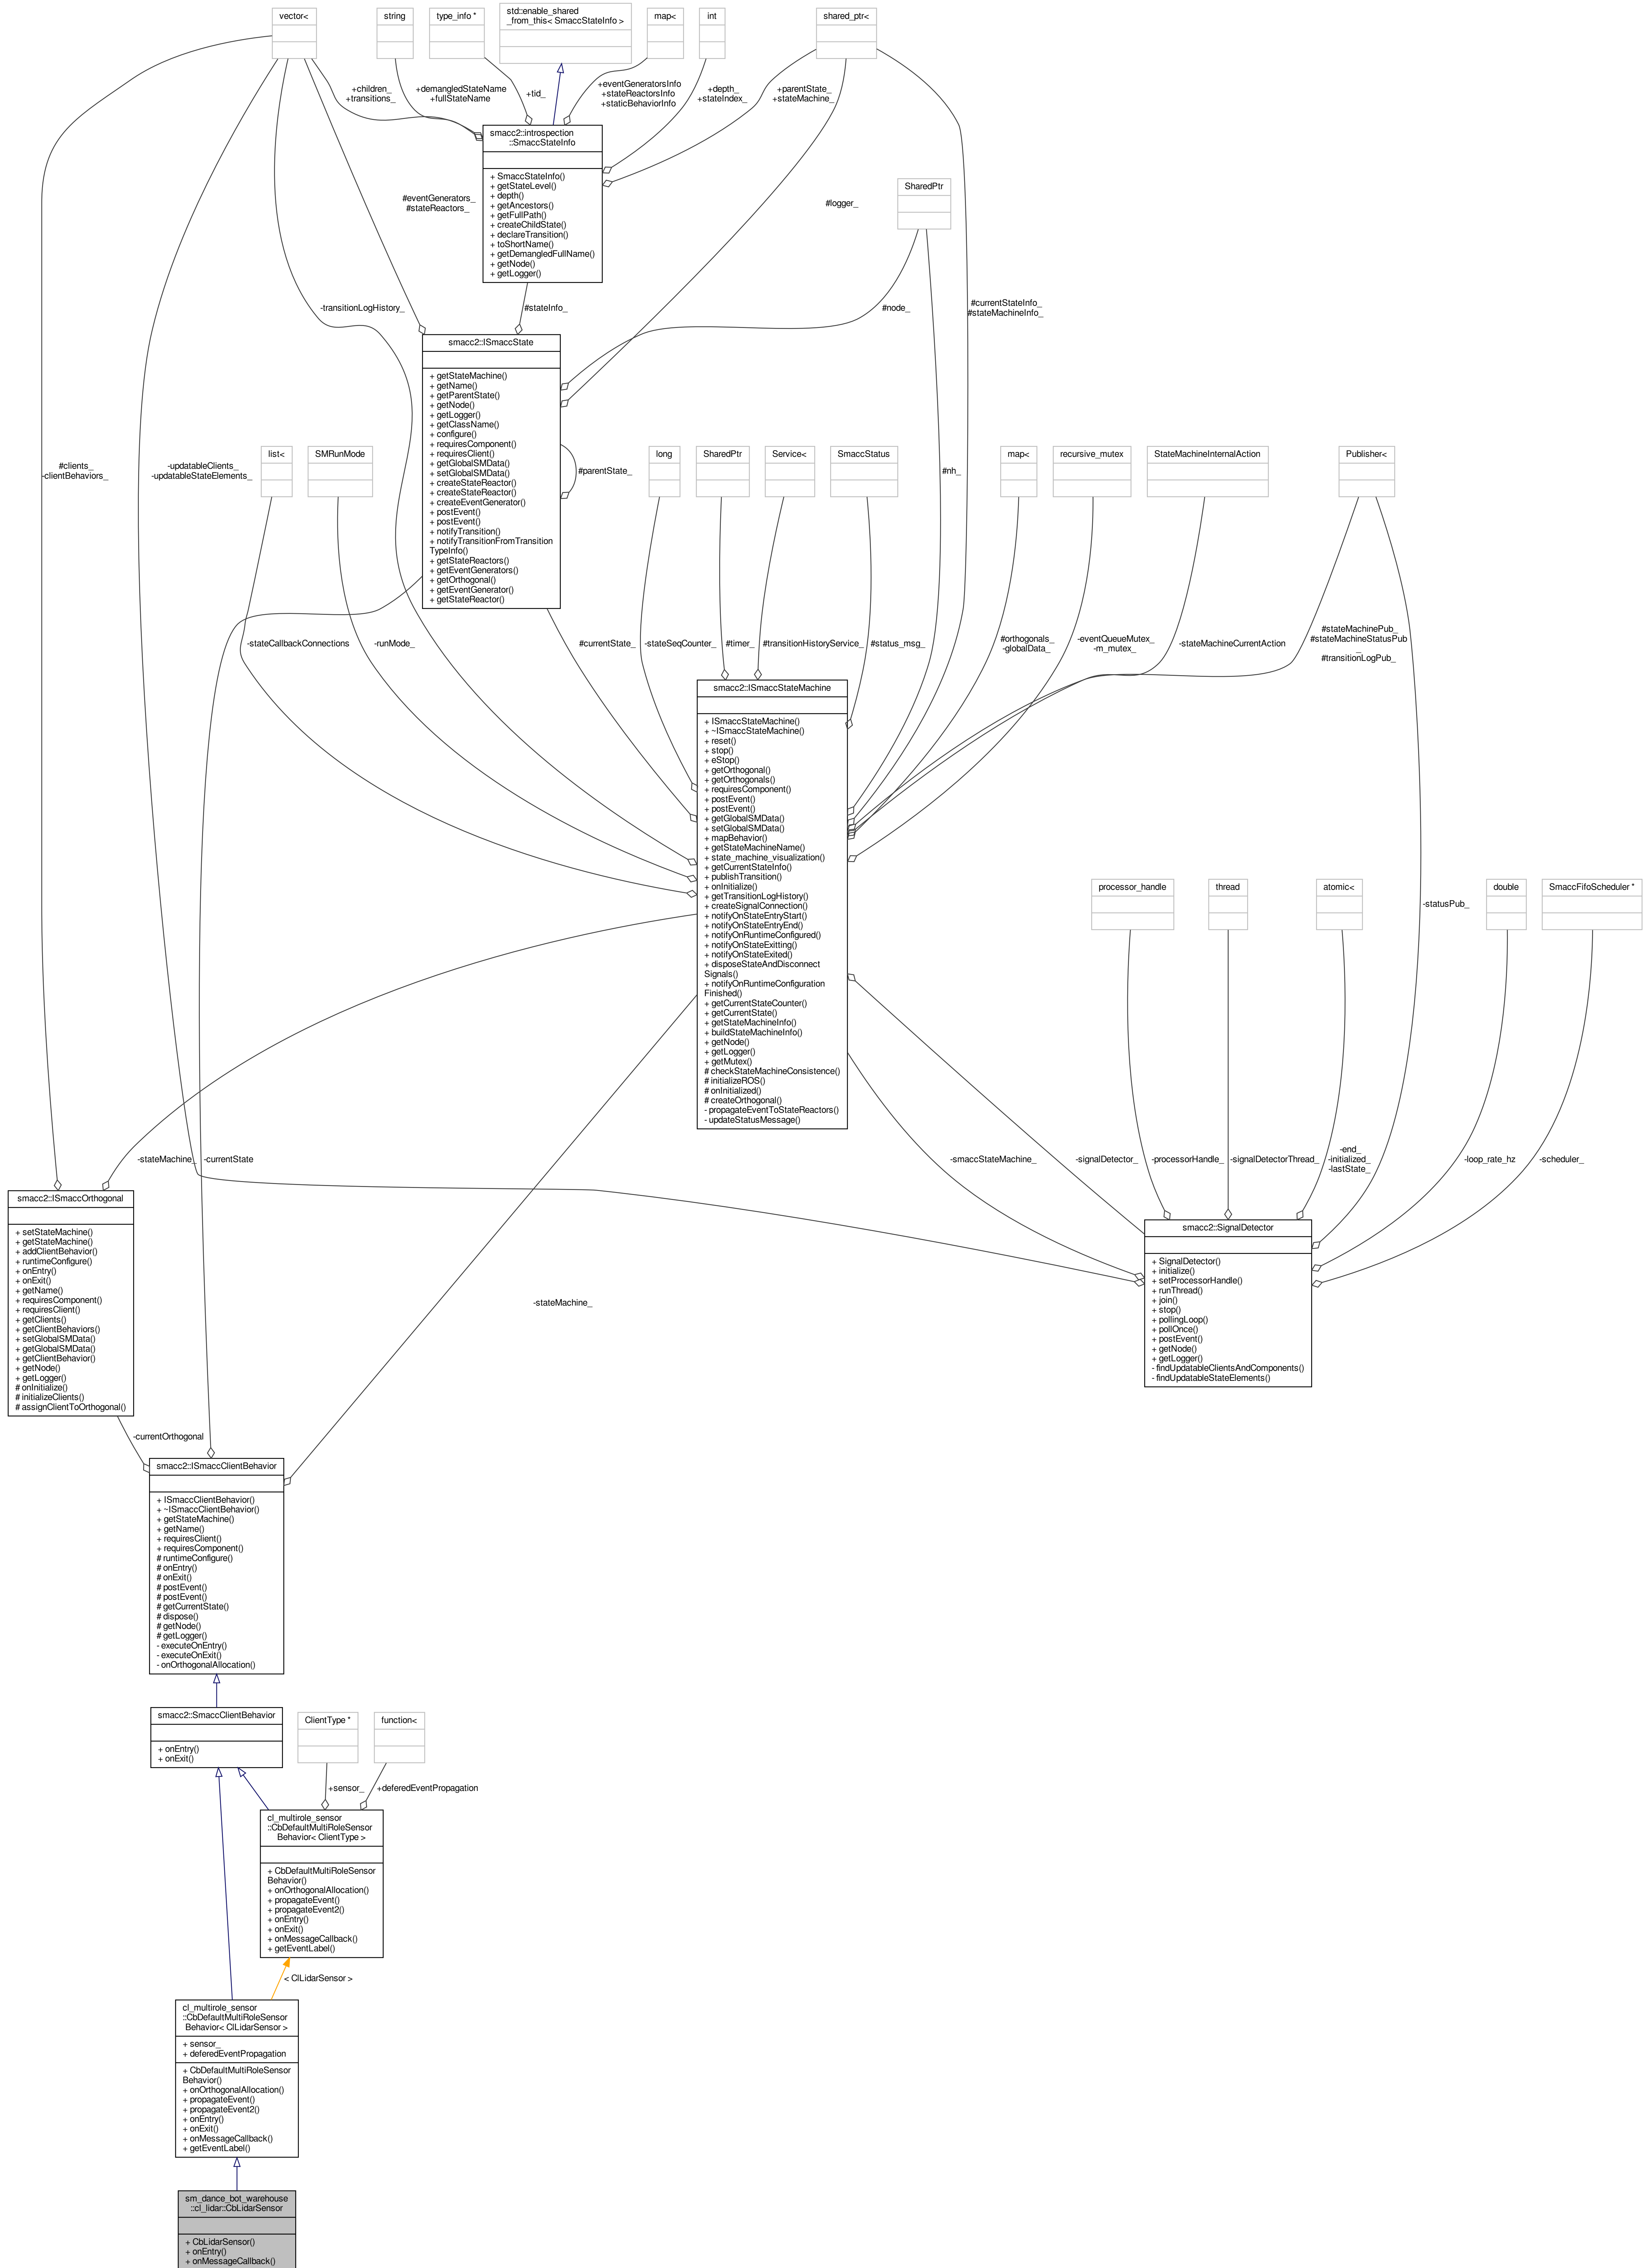 vector<
string
type_info *
std::enable_shared
_from_this< SmaccStateInfo >
map<
int
shared_ptr<
+children_
+transitions_
+demangledStateName
+fullStateName
+tid_
+eventGeneratorsInfo
+stateReactorsInfo
+staticBehaviorInfo
+depth_
+stateIndex_
+parentState_
+stateMachine_
smacc2::introspection
::SmaccStateInfo
+ SmaccStateInfo()
+ getStateLevel()
+ depth()
+ getAncestors()
+ getFullPath()
+ createChildState()
+ declareTransition()
+ toShortName()
+ getDemangledFullName()
+ getNode()
+ getLogger()
SharedPtr
#eventGenerators_
#stateReactors_
#logger_
-transitionLogHistory_
#stateInfo_
#node_
#currentStateInfo_
#stateMachineInfo_
smacc2::ISmaccState
+ getStateMachine()
+ getName()
+ getParentState()
+ getNode()
+ getLogger()
+ getClassName()
+ configure()
+ requiresComponent()
+ requiresClient()
+ getGlobalSMData()
+ setGlobalSMData()
+ createStateReactor()
+ createStateReactor()
+ createEventGenerator()
+ postEvent()
+ postEvent()
+ notifyTransition()
+ notifyTransitionFromTransition
TypeInfo()
+ getStateReactors()
+ getEventGenerators()
+ getOrthogonal()
+ getEventGenerator()
+ getStateReactor()
#clients_
-clientBehaviors_
-updatableClients_
-updatableStateElements_
list<
SMRunMode
#parentState_
long
SharedPtr
Service<
SmaccStatus
#nh_
map<
recursive_mutex
StateMachineInternalAction
Publisher<
-stateCallbackConnections
-runMode_
#currentState_
-stateSeqCounter_
#timer_
#transitionHistoryService_
#status_msg_
#orthogonals_
-globalData_
-eventQueueMutex_
-m_mutex_
-stateMachineCurrentAction
#stateMachinePub_
#stateMachineStatusPub
_
#transitionLogPub_
smacc2::ISmaccStateMachine
+ ISmaccStateMachine()
+ ~ISmaccStateMachine()
+ reset()
+ stop()
+ eStop()
+ getOrthogonal()
+ getOrthogonals()
+ requiresComponent()
+ postEvent()
+ postEvent()
+ getGlobalSMData()
+ setGlobalSMData()
+ mapBehavior()
+ getStateMachineName()
+ state_machine_visualization()
+ getCurrentStateInfo()
+ publishTransition()
+ onInitialize()
+ getTransitionLogHistory()
+ createSignalConnection()
+ notifyOnStateEntryStart()
+ notifyOnStateEntryEnd()
+ notifyOnRuntimeConfigured()
+ notifyOnStateExitting()
+ notifyOnStateExited()
+ disposeStateAndDisconnect
Signals()
+ notifyOnRuntimeConfiguration
Finished()
+ getCurrentStateCounter()
+ getCurrentState()
+ getStateMachineInfo()
+ buildStateMachineInfo()
+ getNode()
+ getLogger()
+ getMutex()
# checkStateMachineConsistence()
# initializeROS()
# onInitialized()
# createOrthogonal()
- propagateEventToStateReactors()
- updateStatusMessage()
processor_handle
thread
atomic<
-statusPub_
double
SmaccFifoScheduler *
-stateMachine_
-currentState
-smaccStateMachine_
-signalDetector_
-processorHandle_
-signalDetectorThread_
-end_
-initialized_
-lastState_
-loop_rate_hz
-scheduler_
smacc2::ISmaccOrthogonal
+ setStateMachine()
+ getStateMachine()
+ addClientBehavior()
+ runtimeConfigure()
+ onEntry()
+ onExit()
+ getName()
+ requiresComponent()
+ requiresClient()
+ getClients()
+ getClientBehaviors()
+ setGlobalSMData()
+ getGlobalSMData()
+ getClientBehavior()
+ getNode()
+ getLogger()
# onInitialize()
# initializeClients()
# assignClientToOrthogonal()
smacc2::SignalDetector
+ SignalDetector()
+ initialize()
+ setProcessorHandle()
+ runThread()
+ join()
+ stop()
+ pollingLoop()
+ pollOnce()
+ postEvent()
+ getNode()
+ getLogger()
- findUpdatableClientsAndComponents()
- findUpdatableStateElements()
-stateMachine_
-currentOrthogonal
smacc2::ISmaccClientBehavior
+ ISmaccClientBehavior()
+ ~ISmaccClientBehavior()
+ getStateMachine()
+ getName()
+ requiresClient()
+ requiresComponent()
# runtimeConfigure()
# onEntry()
# onExit()
# postEvent()
# postEvent()
# getCurrentState()
# dispose()
# getNode()
# getLogger()
- executeOnEntry()
- executeOnExit()
- onOrthogonalAllocation()
smacc2::SmaccClientBehavior
+ onEntry()
+ onExit()
ClientType *
function<
+sensor_
+deferedEventPropagation
cl_multirole_sensor
::CbDefaultMultiRoleSensor
Behavior< ClientType >
+ CbDefaultMultiRoleSensor
Behavior()
+ onOrthogonalAllocation()
+ propagateEvent()
+ propagateEvent2()
+ onEntry()
+ onExit()
+ onMessageCallback()
+ getEventLabel()
< ClLidarSensor >
cl_multirole_sensor
::CbDefaultMultiRoleSensor
Behavior< ClLidarSensor >
+ sensor_
+ deferedEventPropagation
+ CbDefaultMultiRoleSensor
Behavior()
+ onOrthogonalAllocation()
+ propagateEvent()
+ propagateEvent2()
+ onEntry()
+ onExit()
+ onMessageCallback()
+ getEventLabel()
sm_dance_bot_warehouse
::cl_lidar::CbLidarSensor
+ CbLidarSensor()
+ onEntry()
+ onMessageCallback()